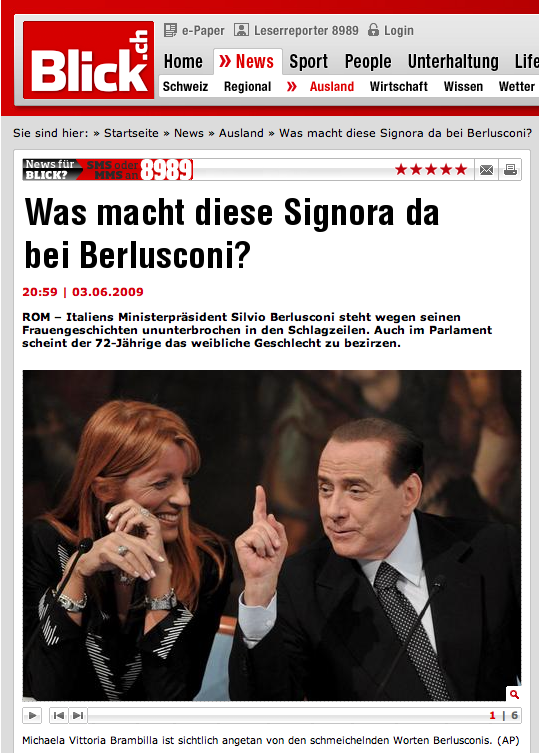 Blick.ch
e-Paper Leserreporter 8989 Login
Home » News Sport People Unterhaltung Life
Schweiz Regional » Ausland Wirtschaft Wissen Wetter
Sie sind hier: » Startseite » News » Ausland » Was macht diese Signora da bei Berlusconi?
News für
BLICK?
SMS oder
MMS an
8989
Was macht diese Signora da
bei Berlusconi?
20:59 | 03.06.2009
ROM – Italiens Ministerpräsident Silvio Berlusconi steht wegen seinen
Frauengeschichten ununterbrochen in den Schlagzeilen. Auch im Parlament
scheint der 72-Jährige das weibliche Geschlecht zu bezirzen.
1 | 6
Michaela Vittoria Brambilla ist sichtlich angetan von den schmeichelnden Worten Berlusconis. (AP)